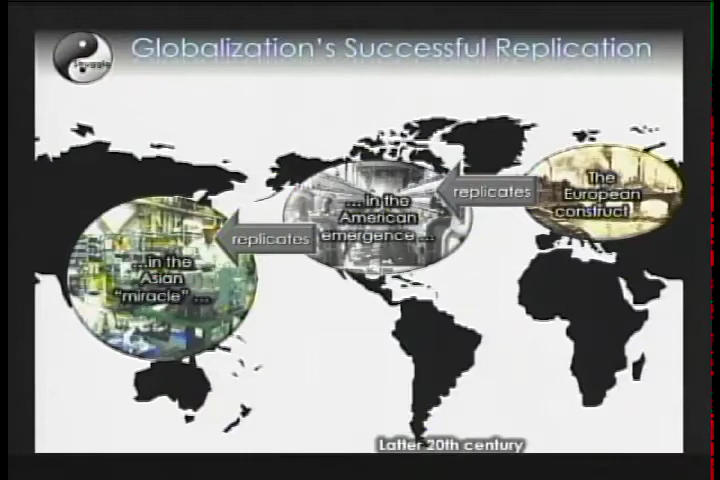 Globalization's Successful Replication
Struggle
The
European
construct
replicates
... in the
American
emergence ...
replicates
...in the
Asian
"miracle" ...
Latter 20th century